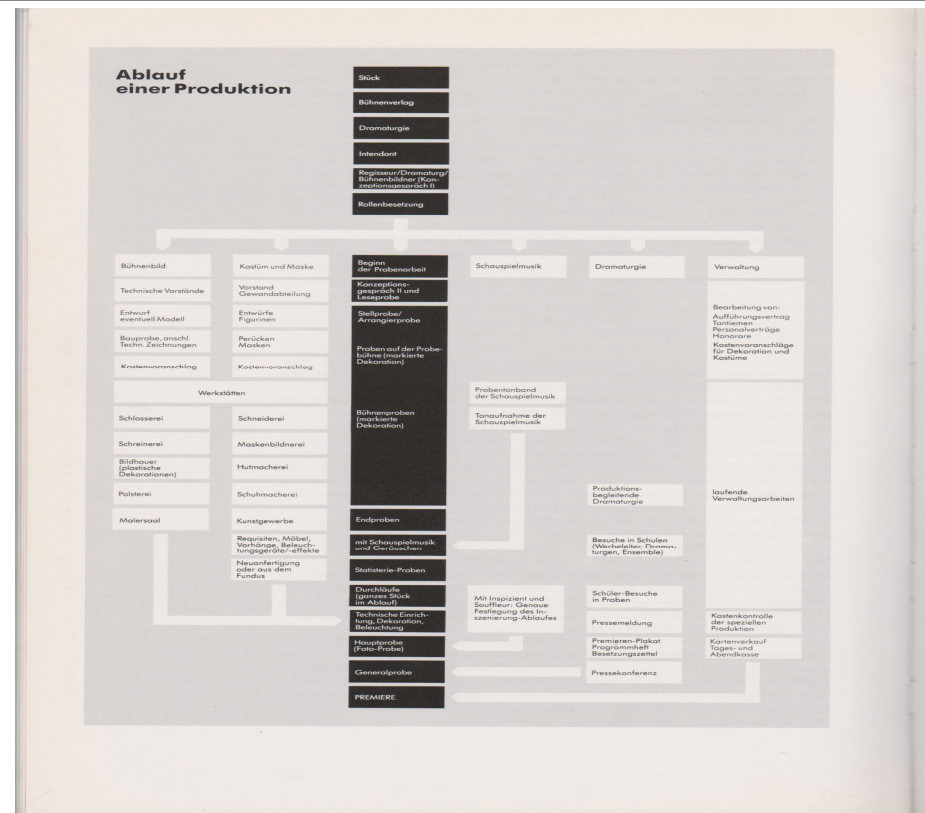 Ablauf
einer Produktion
Stück
Bühnenverlag
Dramaturgie
Intendant
Regisseur/Dramaturg/
Bühnenbildner (Kon-
zeptionsgespräch I)
Rollenbesetzung
Bühnenbild
Technische Vorstände
Entwurf
eventuell Modell
Bauprobe, anschl.
Techn. Zeichnungen
Kostenvoranschlag
Kostüm und Maske
Vorstand
Gewandabteilung
Entwürfe
Figurinen
Perücken
Masken
Kostenvoranschlag
Werkstätten
Schlosserei
Schreinerei
Bildhauer
(plastische
Dekorationen)
Polsterei
Malersaal
Schneiderei
Maskenbildnerei
Hutmacherei
Schuhmacherei
Kunstgewerbe
Requisiten, Möbel,
Vorhänge, Beleuch-
tungsgeräte/-effekte
Neuanfertigung
oder aus dem
Fundus
Beginn
der Probenarbeit
Konzeptions-
gespräch II und
Leseprobe
Stellprobe/
Arrangierprobe
Proben auf der Probe-
bühne (markierte
Dekoration)
Bühnenproben
(markierte
Dekoration)
Endproben
mit Schauspielmusik
und Geräuschen
Statisterie-Proben
Durchläufe
(ganzes Stück
im Ablauf)
Technische Einrich-
tung, Dekoration,
Beleuchtung
Hauptprobe
(Foto-Probe)
Generalprobe
PREMIERE
Schauspielmusik
Probentonband
der Schauspielmusik
Tonaufnahme der
Schauspielmusik
Mit Inspizient und
Souffleur: Genaue
Festlegung des In-
szenierung-Ablaufes
Dramaturgie
Produktions-
begleitende
Dramaturgie
Besuche in Schulen
(Werbeleiter, Drama-
turgen, Ensemble)
Schüler-Besuche
in Proben
Pressemeldung
Premieren-Plakat
Programmheft
Besetzungszettel
Pressekonferenz
Verwaltung
Bearbeitung von:
Aufführungsvertrag
Tantiemen
Personalverträge
Honorare
Kostenvoranschläge
für Dekoration und
Kostüme
laufende
Verwaltungsarbeiten
Kostenkontrolle
der speziellen
Produktion
Kartenverkauf
Tages- und
Abendkasse